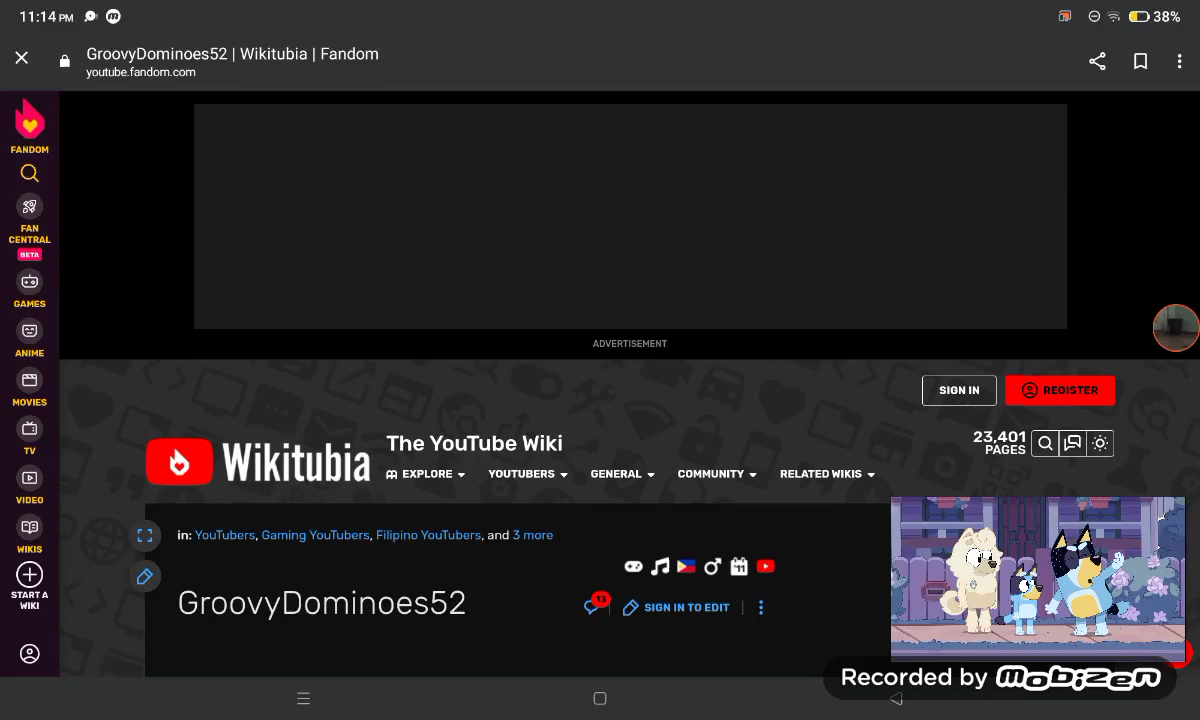 11:14 PM
38%
GroovyDominoes52 | Wikitubia | Fandom
youtube.fandom.com
FANDOM
FAN
CENTRAL
BETA
GAMES
ANIME
MOVIES
TV
VIDEO
WIKIS
START A
WIKI
ADVERTISEMENT
SIGN IN
REGISTER
Wikitubia
The YouTube Wiki
23,401
PAGES
EXPLORE
YOUTUBERS
GENERAL
COMMUNITY
RELATED WIKIS
in: YouTubers, Gaming YouTubers, Filipino YouTubers, and 3 more
GroovyDominoes52
13
SIGN IN TO EDIT
Recorded by mobizen